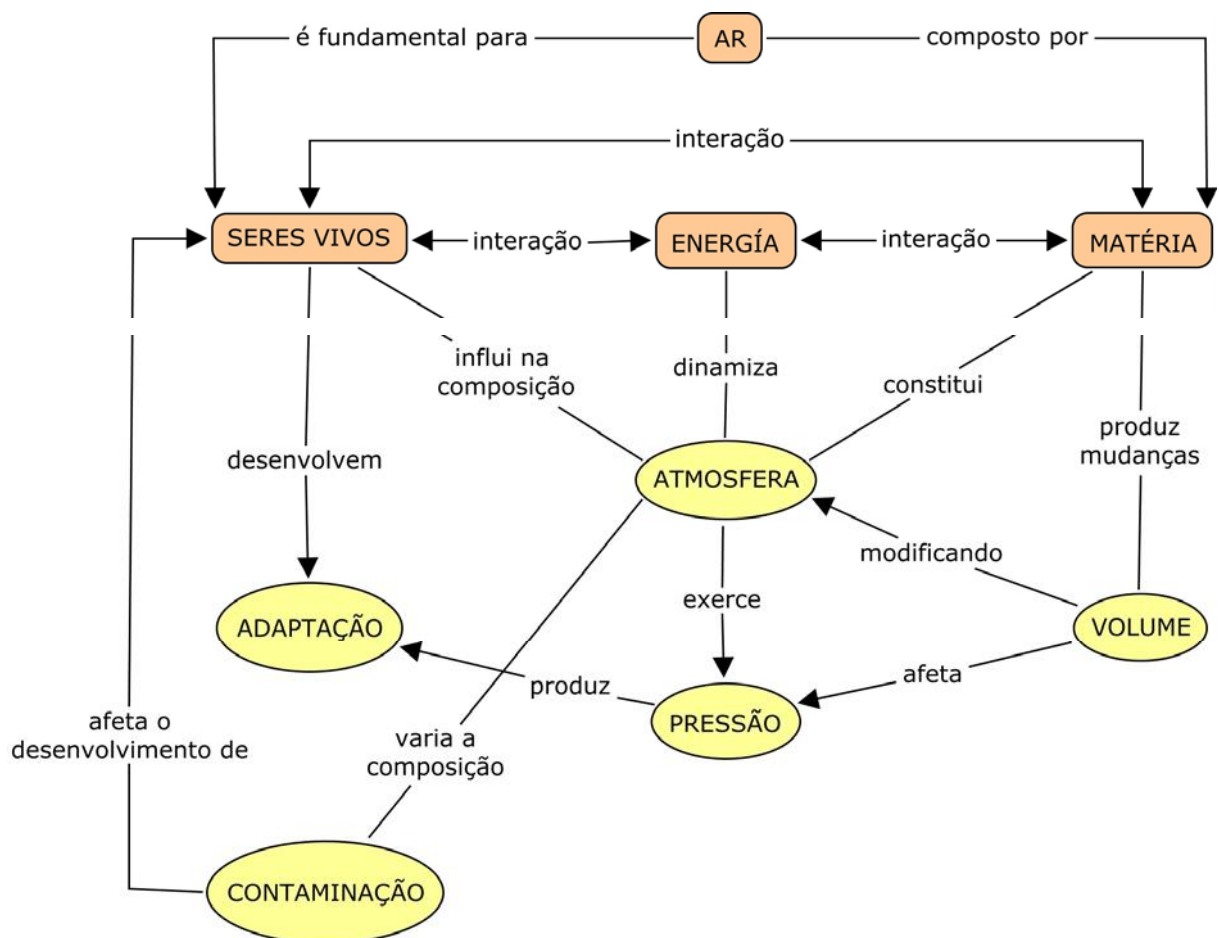 é fundamental para
AR
composto por
interação
SERES VIVOS
interação
ENERGÍA
interação
MATÉRIA
influi na
composição
dinamiza
constitui
produz
mudanças
desenvolvem
ATMOSFERA
modificando
exerce
ADAPTAÇÃO
VOLUME
afeta
produz
PRESSÃO
afeta o
desenvolvimento de
varia a
composição
CONTAMINAÇÃO